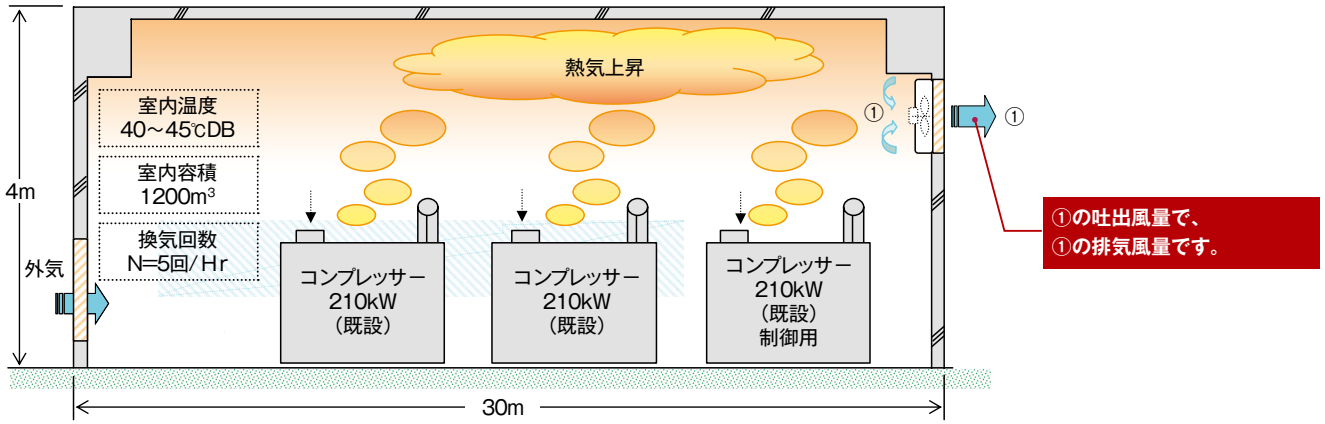 熱気上昇
室内温度
40～45℃DB
室内容積
1200m³
換気回数
N=5回/Hr
4m
外気
①
①
①の吐出風量で、
①の排気風量です。
コンプレッサー
210kW
（既設）
コンプレッサー
210kW
（既設）
コンプレッサー
210kW
（既設）
制御用
30m